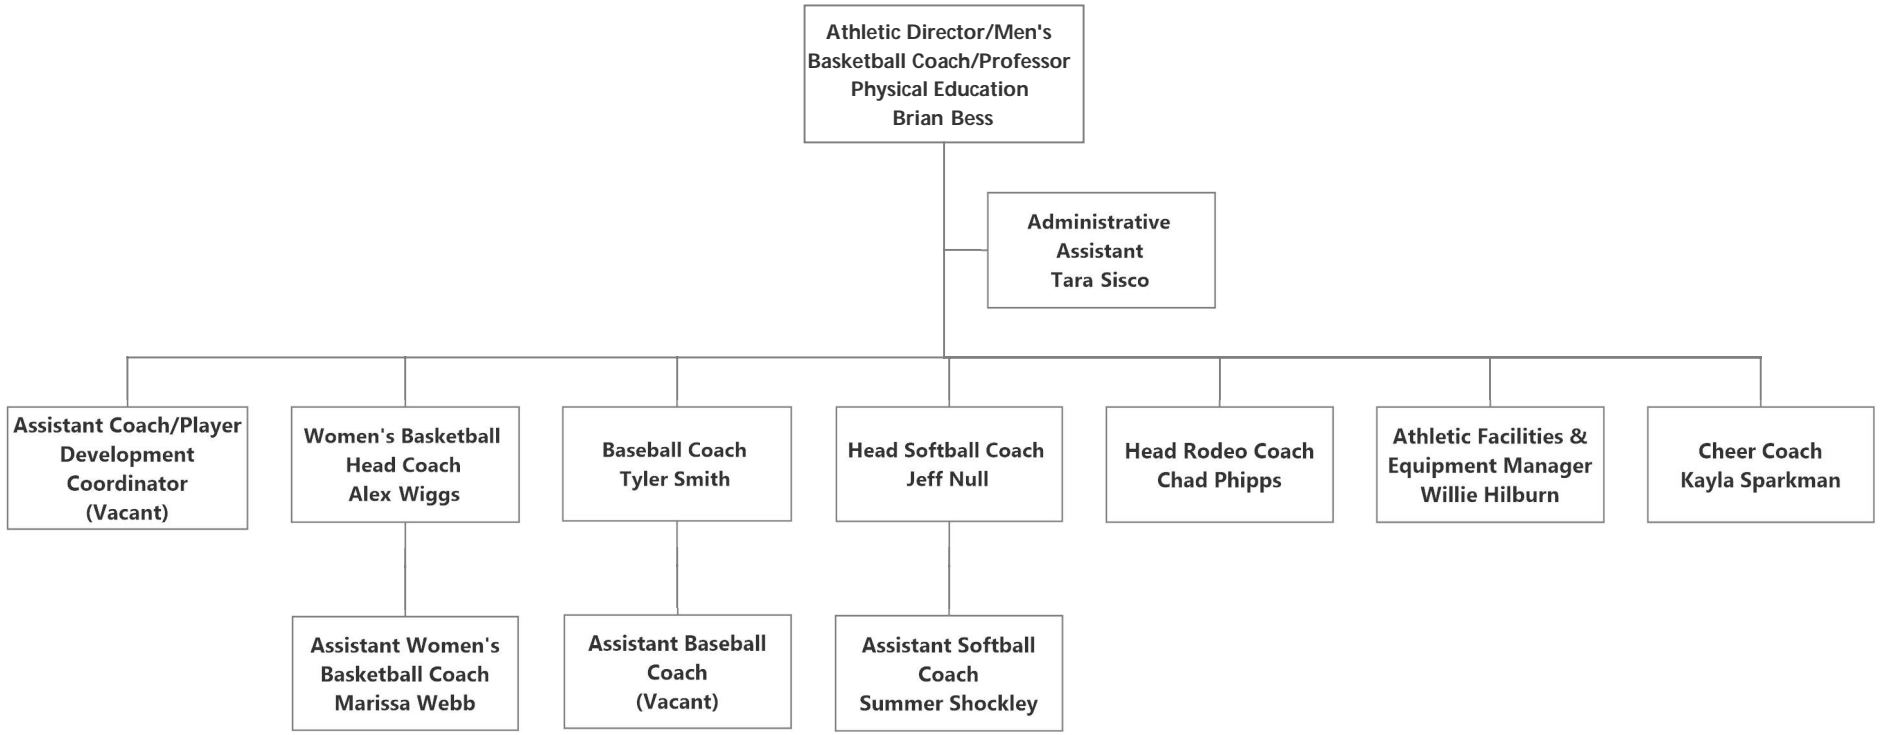 Athletic Director/Men's
Basketball Coach/Professor
Physical Education
Brian Bess
Administrative
Assistant
Tara Sisco
Assistant Coach/Player
Development
Coordinator
(Vacant)
Women's Basketball
Head Coach
Alex Wiggs
Baseball Coach
Tyler Smith
Head Softball Coach
Jeff Null
Head Rodeo Coach
Chad Phipps
Athletic Facilities &
Equipment Manager
Willie Hilburn
Cheer Coach
Kayla Sparkman
Assistant Women's
Basketball Coach
Marissa Webb
Assistant Baseball
Coach
(Vacant)
Assistant Softball
Coach
Summer Shockley